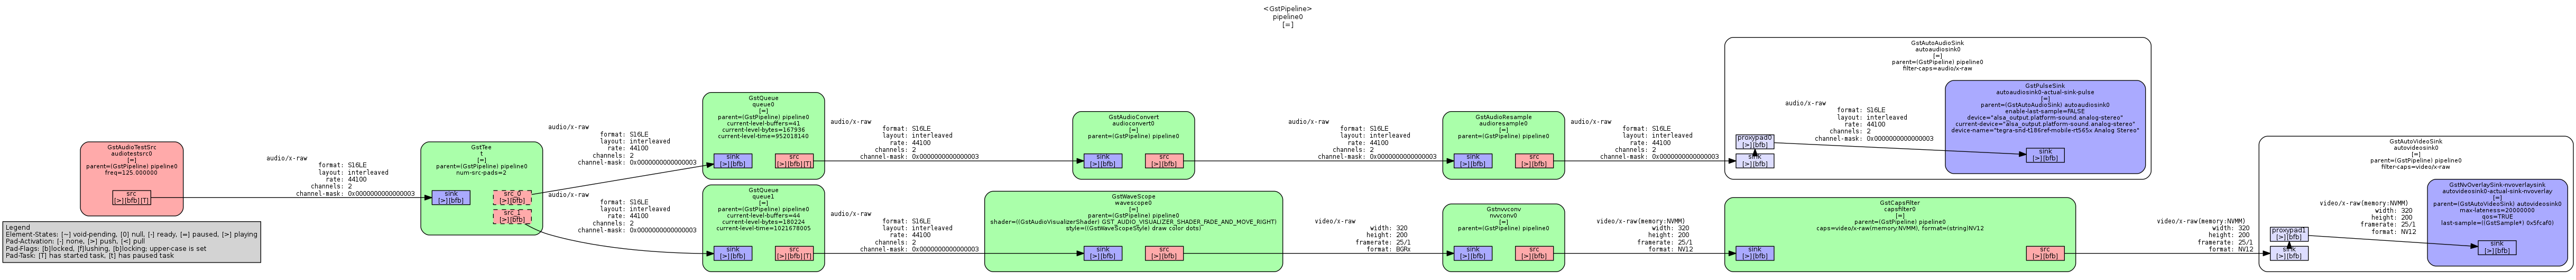 <GstPipeline>
pipeline0
[=]
GstAutoAudioSink
autoaudiosink0
[=]
parent=(GstPipeline) pipeline0
filter-caps=audio/x-raw
GstPulseSink
autoaudiosink0-actual-sink-pulse
[=]
parent=(GstAutoAudioSink) autoaudiosink0
enable-last-sample=FALSE
device="alsa_output.platform-sound.analog-stereo"
current-device="alsa_output.platform-sound.analog-stereo"
device-name="tegra-snd-t186ref-mobile-rt565x Analog Stereo"
sink
[>][bfb]
audio/x-raw
format: S16LE
layout: interleaved
rate: 44100
channels: 2
channel-mask: 0x0000000000000003
proxypad0
[>][bfb]
sink
[>][bfb]
GstAudioTestSrc
audiotestsrc0
[=]
parent=(GstPipeline) pipeline0
freq=125.000000
src
[>][bfb][T]
audio/x-raw
format: S16LE
layout: interleaved
rate: 44100
channels: 2
channel-mask: 0x0000000000000003
GstTee
t
[=]
parent=(GstPipeline) pipeline0
num-src-pads=2
sink
[>][bfb]
src_0
[>][bfb]
src_1
[>][bfb]
audio/x-raw
format: S16LE
layout: interleaved
rate: 44100
channels: 2
channel-mask: 0x0000000000000003
GstQueue
queue0
[=]
parent=(GstPipeline) pipeline0
current-level-buffers=41
current-level-bytes=167936
current-level-time=952018140
sink
[>][bfb]
src
[>][bfb][T]
audio/x-raw
format: S16LE
layout: interleaved
rate: 44100
channels: 2
channel-mask: 0x0000000000000003
GstAudioConvert
audioconvert0
[=]
parent=(GstPipeline) pipeline0
sink
[>][bfb]
src
[>][bfb]
audio/x-raw
format: S16LE
layout: interleaved
rate: 44100
channels: 2
channel-mask: 0x0000000000000003
GstAudioResample
audioresample0
[=]
parent=(GstPipeline) pipeline0
sink
[>][bfb]
src
[>][bfb]
audio/x-raw
format: S16LE
layout: interleaved
rate: 44100
channels: 2
channel-mask: 0x0000000000000003
audio/x-raw
format: S16LE
layout: interleaved
rate: 44100
channels: 2
channel-mask: 0x0000000000000003
GstQueue
queue1
[=]
parent=(GstPipeline) pipeline0
current-level-buffers=44
current-level-bytes=180224
current-level-time=1021678005
sink
[>][bfb]
src
[>][bfb][T]
audio/x-raw
format: S16LE
layout: interleaved
rate: 44100
channels: 2
channel-mask: 0x0000000000000003
GstWaveScope
wavescope0
[=]
parent=(GstPipeline) pipeline0
shader=((GstAudioVisualizerShader) GST_AUDIO_VISUALIZER_SHADER_FADE_AND_MOVE_RIGHT)
style=((GstWaveScopeStyle) draw color dots)
sink
[>][bfb]
src
[>][bfb]
video/x-raw
width: 320
height: 200
framerate: 25/1
format: BGRx
Gstnvvconv
nvvconv0
[=]
parent=(GstPipeline) pipeline0
sink
[>][bfb]
src
[>][bfb]
video/x-raw(memory:NVMM)
width: 320
height: 200
framerate: 25/1
format: NV12
GstCapsFilter
capsfilter0
[=]
parent=(GstPipeline) pipeline0
caps=video/x-raw(memory:NVMM), format=(string)NV12
sink
[>][bfb]
src
[>][bfb]
video/x-raw(memory:NVMM)
width: 320
height: 200
framerate: 25/1
format: NV12
GstAutoVideoSink
autovideosink0
[=]
parent=(GstPipeline) pipeline0
filter-caps=video/x-raw
GstNvOverlaySink-nvoverlaysink
autovideosink0-actual-sink-nvoverlay
[=]
parent=(GstAutoVideoSink) autovideosink0
max-lateness=20000000
qos=TRUE
last-sample=((GstSample*) 0x5fcaf0)
sink
[>][bfb]
video/x-raw(memory:NVMM)
width: 320
height: 200
framerate: 25/1
format: NV12
proxypad1
[>][bfb]
sink
[>][bfb]
Legend
Element-States: [~] void-pending, [0] null, [-] ready, [=] paused, [>] playing
Pad-Activation: [-] none, [>] push, [<] pull
Pad-Flags: [b]locked, [f]lushing, [b]locking; upper-case is set
Pad-Task: [T] has started task, [t] has paused task